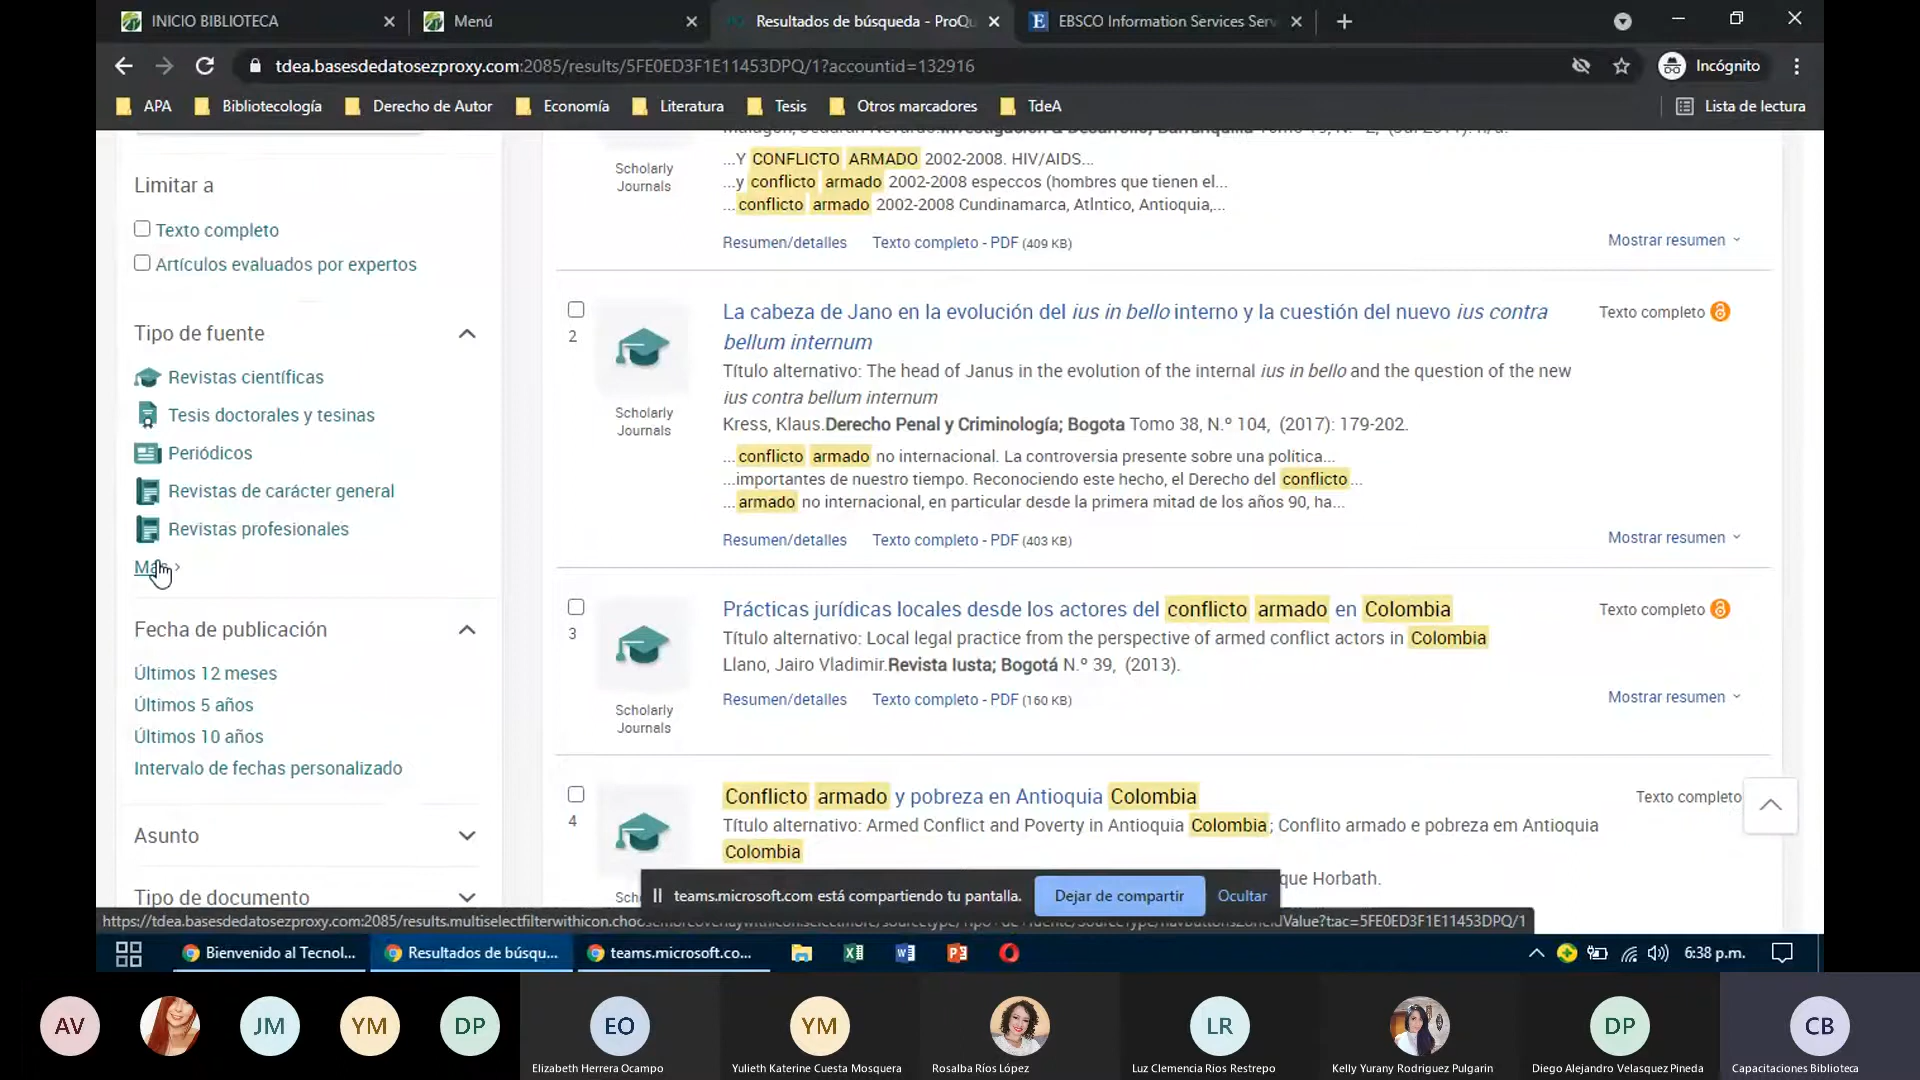 INICIO BIBLIOTECA
Menú
Resultados de búsqueda - ProQu
EBSCO Information Services Serv
tdea.basesdedatosezproxy.com:2085/results/5FE0ED3F1E11453DPQ/1?accountid=132916
Incógnito
APA
Bibliotecología
Derecho de Autor
Economía
Literatura
Tesis
Otros marcadores
TdeA
Lista de lectura
Limitar a
Texto completo
Artículos evaluados por expertos
Tipo de fuente
Revistas científicas
Tesis doctorales y tesinas
Periódicos
Revistas de carácter general
Revistas profesionales
Más
Fecha de publicación
Últimos 12 meses
Últimos 5 años
Últimos 10 años
Intervalo de fechas personalizado
Asunto
Tipo de documento
Scholarly
Journals
...Y CONFLICTO ARMADO 2002-2008. HIV/AIDS...
...y conflicto armado 2002-2008 especcos (hombres que tienen el...
...conflicto armado 2002-2008 Cundinamarca, Atlntico, Antioquia,...
Resumen/detalles Texto completo - PDF (409 KB)
Mostrar resumen
2
Scholarly
Journals
La cabeza de Jano en la evolución del ius in bello interno y la cuestión del nuevo ius contra
bellum internum
Texto completo
Título alternativo: The head of Janus in the evolution of the internal ius in bello and the question of the new
ius contra bellum internum
Kress, Klaus.Derecho Penal y Criminología; Bogota Tomo 38, N.º 104, (2017): 179-202.
...conflicto armado no internacional. La controversia presente sobre una política...
...importantes de nuestro tiempo. Reconociendo este hecho, el Derecho del conflicto...
...armado no internacional, en particular desde la primera mitad de los años 90, ha...
Resumen/detalles Texto completo - PDF (403 KB)
Mostrar resumen
3
Scholarly
Journals
Prácticas jurídicas locales desde los actores del conflicto armado en Colombia
Texto completo
Título alternativo: Local legal practice from the perspective of armed conflict actors in Colombia
Llano, Jairo Vladimir.Revista Iusta; Bogotá N.º 39, (2013).
Resumen/detalles Texto completo - PDF (160 KB)
Mostrar resumen
4
Conflicto armado y pobreza en Antioquia Colombia
Texto completo
Título alternativo: Armed Conflict and Poverty in Antioquia Colombia; Conflito armado e pobreza em Antioquia
Colombia
que Horbath.
teams.microsoft.com está compartiendo tu pantalla.
Dejar de compartir
Ocultar
Bienvenido al Tecnol...
Resultados de búsqu...
teams.microsoft.co...
6:38 p.m.
AV
JM
YM
DP
EO
Elizabeth Herrera Ocampo
YM
Yulieth Katerine Cuesta Mosquera
Rosalba Ríos López
LR
Luz Clemencia Rios Restrepo
Kelly Yurany Rodriguez Pulgarin
DP
Diego Alejandro Velasquez Pineda
CB
Capacitaciones Biblioteca